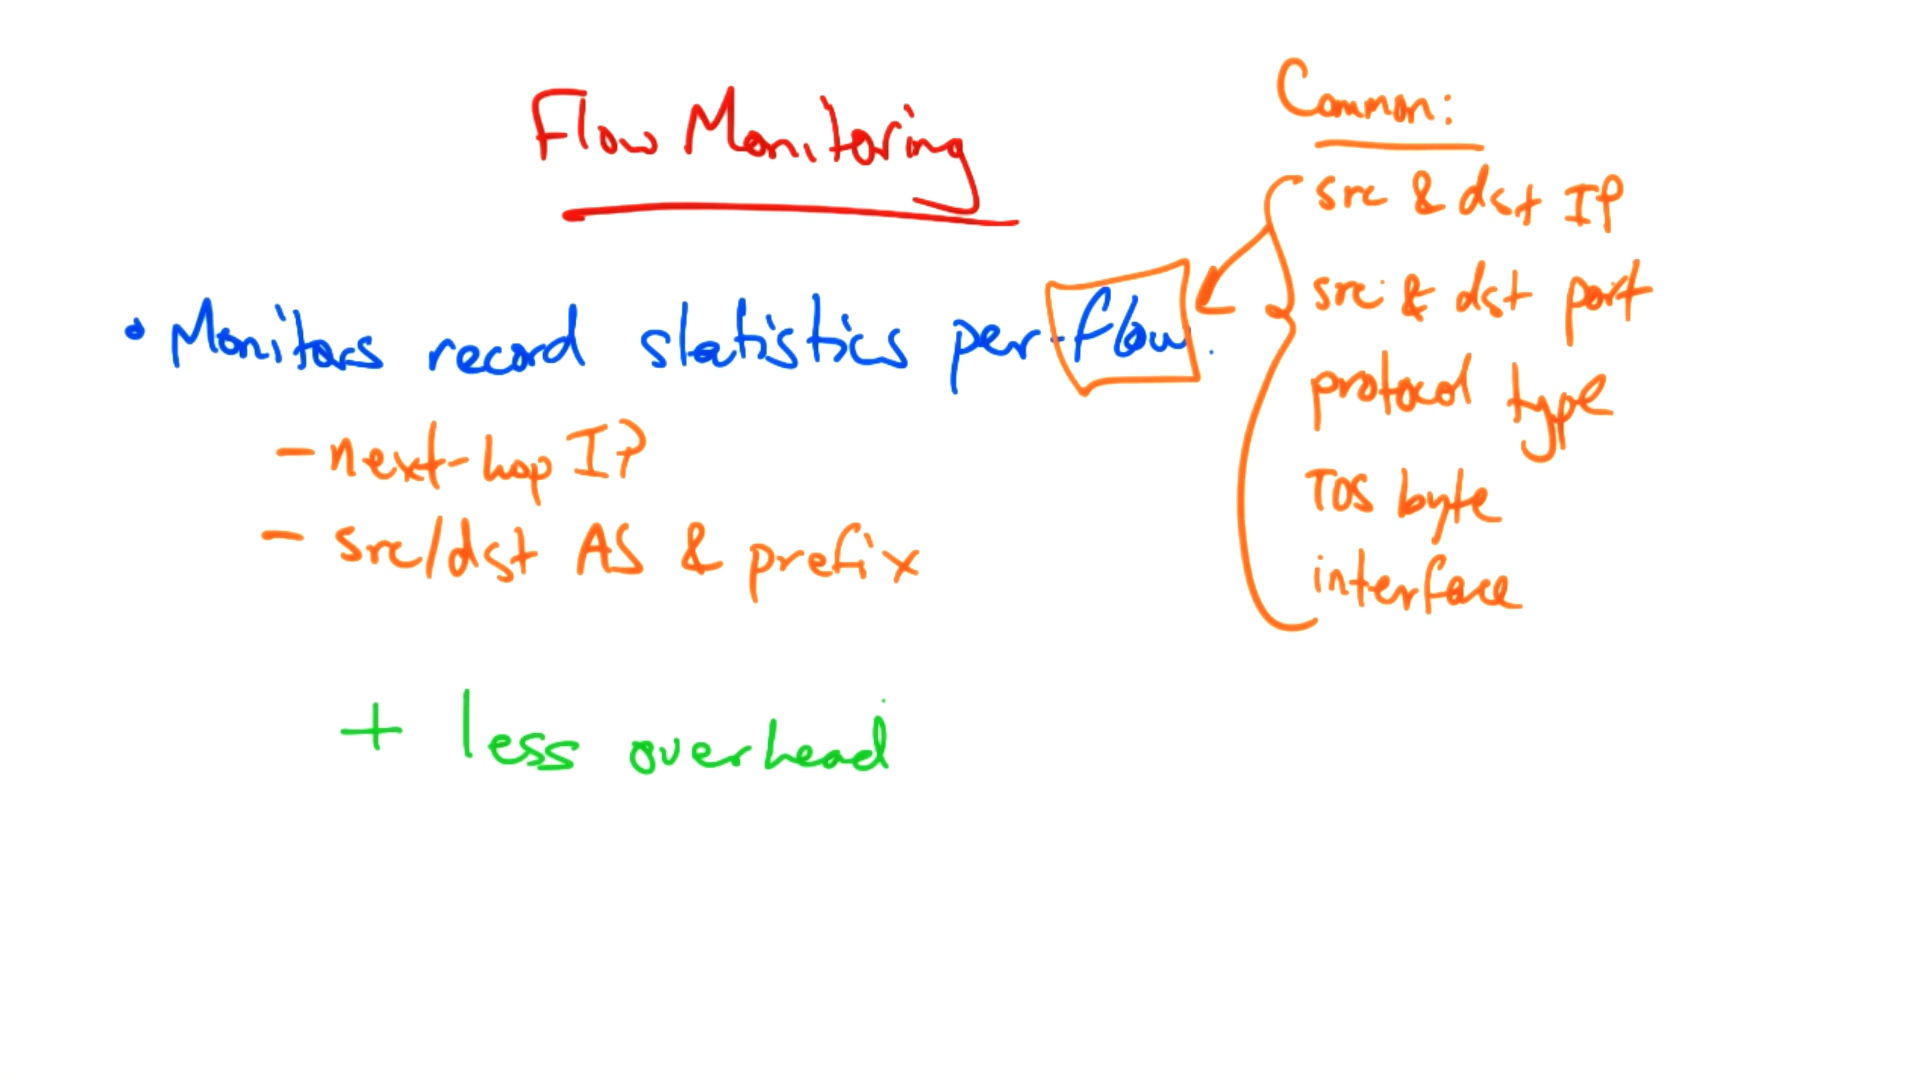 Flow Monitoring
• Monitors record statistics per-flow.
- next-hop IP
- src/dst AS & prefix
+ less overhead
Common:
src & dst IP
src & dst port
protocol type
TOS byte
interface